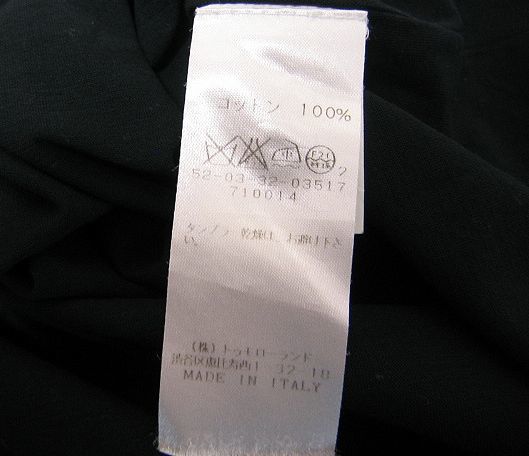 コットン 100%
52-03-32-03517
710014
タンブラー乾燥は、お避け下さ
い。
(株)トゥモローランド
渋谷区恵比寿西1 32-18
MADE IN ITALY